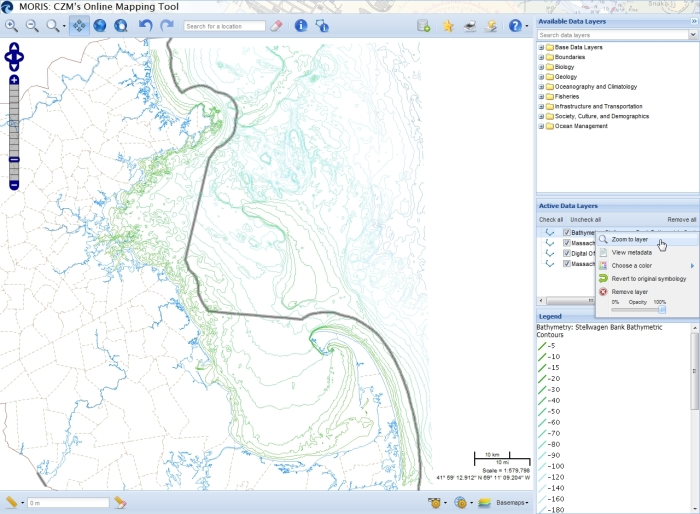 MORIS: CZM's Online Mapping Tool
Search for a location
Available Data Layers
Search data layers
Base Data Layers
Boundaries
Biology
Geology
Oceanography and Climatology
Fisheries
Infrastructure and Transportation
Society, Culture, and Demographics
Ocean Management
Active Data Layers
Check all Uncheck all Remove all
Bathyme
Massach
Digital Of
Massach
Zoom to layer
View metadata
Choose a color
Revert to original symbology
Remove layer
0% Opacity 100%
Legend
Bathymetry: Stellwagen Bank Bathymetric
Contours
-5
-10
-15
-20
-30
-40
-50
-60
-70
-80
-90
-100
-120
-140
-160
-180
10 km
10 mi
Scale = 1:579,798
41° 59' 12.912" N 69° 11' 09.204" W
0 m
Basemaps